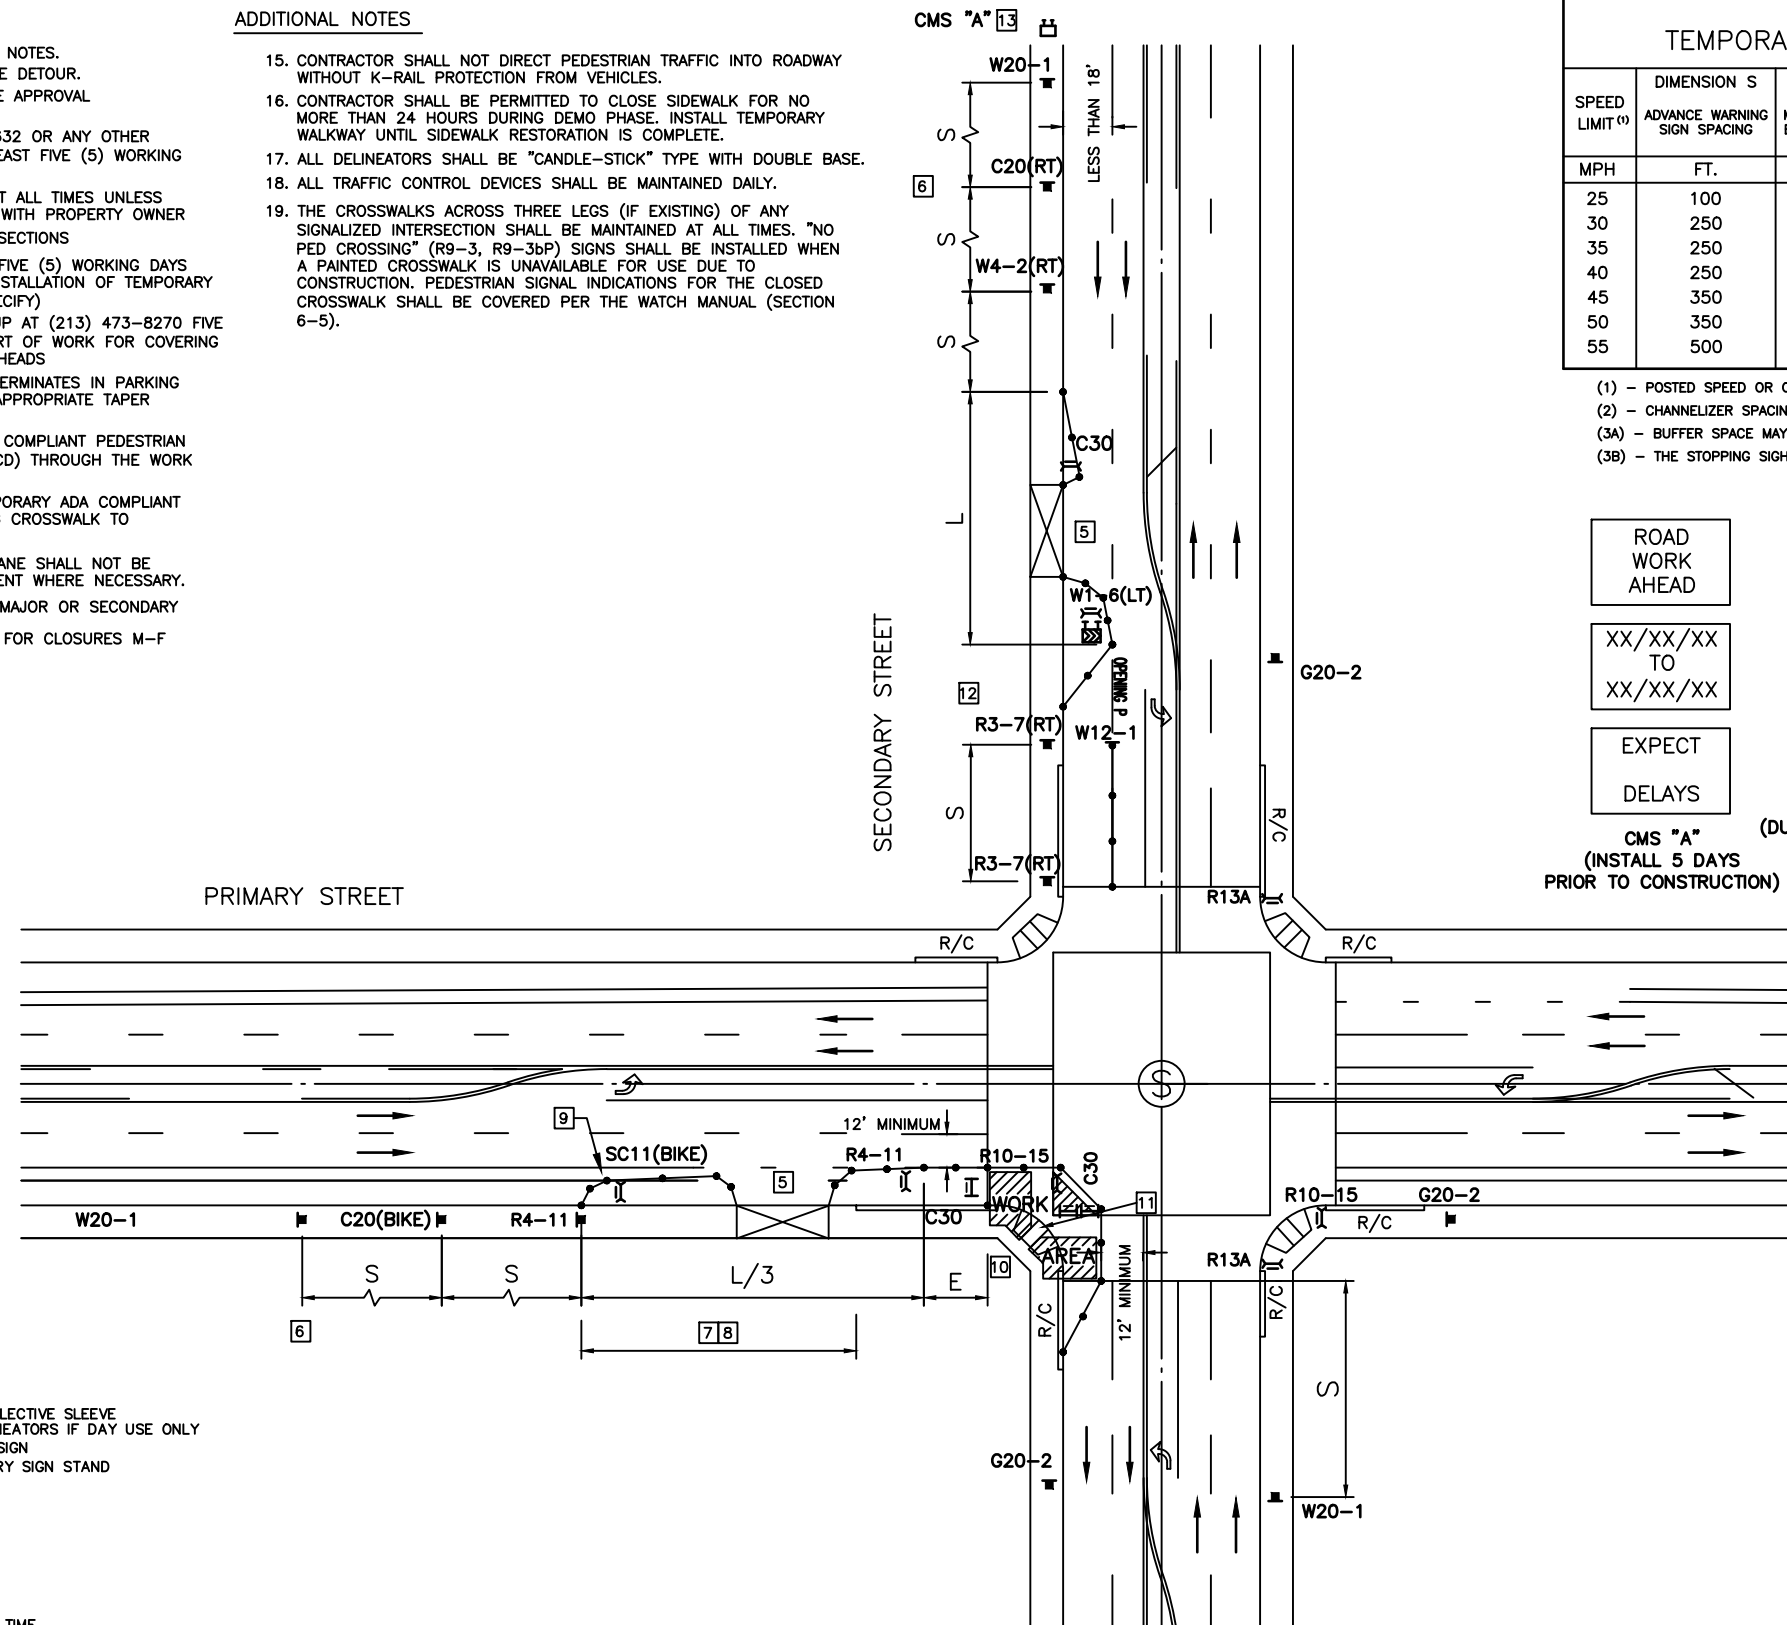 NOTES.
E DETOUR.
E APPROVAL
632 OR ANY OTHER
EAST FIVE (5) WORKING
T ALL TIMES UNLESS
WITH PROPERTY OWNER
SECTIONS
FIVE (5) WORKING DAYS
STALLATION OF TEMPORARY
ECIFY)
UP AT (213) 473-8270 FIVE
RT OF WORK FOR COVERING
HEADS
ERMINATES IN PARKING
APPROPRIATE TAPER
COMPLIANT PEDESTRIAN
CD) THROUGH THE WORK
PORARY ADA COMPLIANT
CROSSWALK TO
ANE SHALL NOT BE
ENT WHERE NECESSARY.
MAJOR OR SECONDARY
FOR CLOSURES M-F
ADDITIONAL NOTES
15. CONTRACTOR SHALL NOT DIRECT PEDESTRIAN TRAFFIC INTO ROADWAY
WITHOUT K-RAIL PROTECTION FROM VEHICLES.
16. CONTRACTOR SHALL BE PERMITTED TO CLOSE SIDEWALK FOR NO
MORE THAN 24 HOURS DURING DEMO PHASE. INSTALL TEMPORARY
WALKWAY UNTIL SIDEWALK RESTORATION IS COMPLETE.
17. ALL DELINEATORS SHALL BE "CANDLE-STICK" TYPE WITH DOUBLE BASE.
18. ALL TRAFFIC CONTROL DEVICES SHALL BE MAINTAINED DAILY.
19. THE CROSSWALKS ACROSS THREE LEGS (IF EXISTING) OF ANY
SIGNALIZED INTERSECTION SHALL BE MAINTAINED AT ALL TIMES. "NO
PED CROSSING" (R9-3, R9-3bP) SIGNS SHALL BE INSTALLED WHEN
A PAINTED CROSSWALK IS UNAVAILABLE FOR USE DUE TO
CONSTRUCTION. PEDESTRIAN SIGNAL INDICATIONS FOR THE CLOSED
CROSSWALK SHALL BE COVERED PER THE WATCH MANUAL (SECTION
6-5).
CMS "A" 13
W20-1
LESS THAN 18'
S
C20(RT)
6
S
W4-2(RT)
S
C30
L
5
W1-6(LT)
SECONDARY STREET
OPENING P
12
G20-2
R3-7(RT)
W12-1
S
R/C
R3-7(RT)
R13A
TEMPORA
SPEED
LIMIT (1)
DIMENSION S
ADVANCE WARNING
SIGN SPACING
MPH FT.
25 100
30 250
35 250
40 250
45 350
50 350
55 500
(1) - POSTED SPEED OR
(2) - CHANNELIZER SPACIN
(3A) - BUFFER SPACE MAY
(3B) - THE STOPPING SIGH
ROAD
WORK
AHEAD
XX/XX/XX
TO
XX/XX/XX
EXPECT
DELAYS
CMS "A"
(DU
(INSTALL 5 DAYS
PRIOR TO CONSTRUCTION)
PRIMARY STREET
R/C
R/C
S
9
12' MINIMUM
SC11(BIKE)
R4-11
R10-15
C30
5
W20-1
C20(BIKE)
R4-11
C30
WORK
AREA
11
R10-15
G20-2
R/C
S
S
L/3
E
10
12' MINIMUM
R13A
R/C
R/C
6
7 8
S
G20-2
W20-1
LECTIVE SLEEVE
EATORS IF DAY USE ONLY
SIGN
RY SIGN STAND
TIME